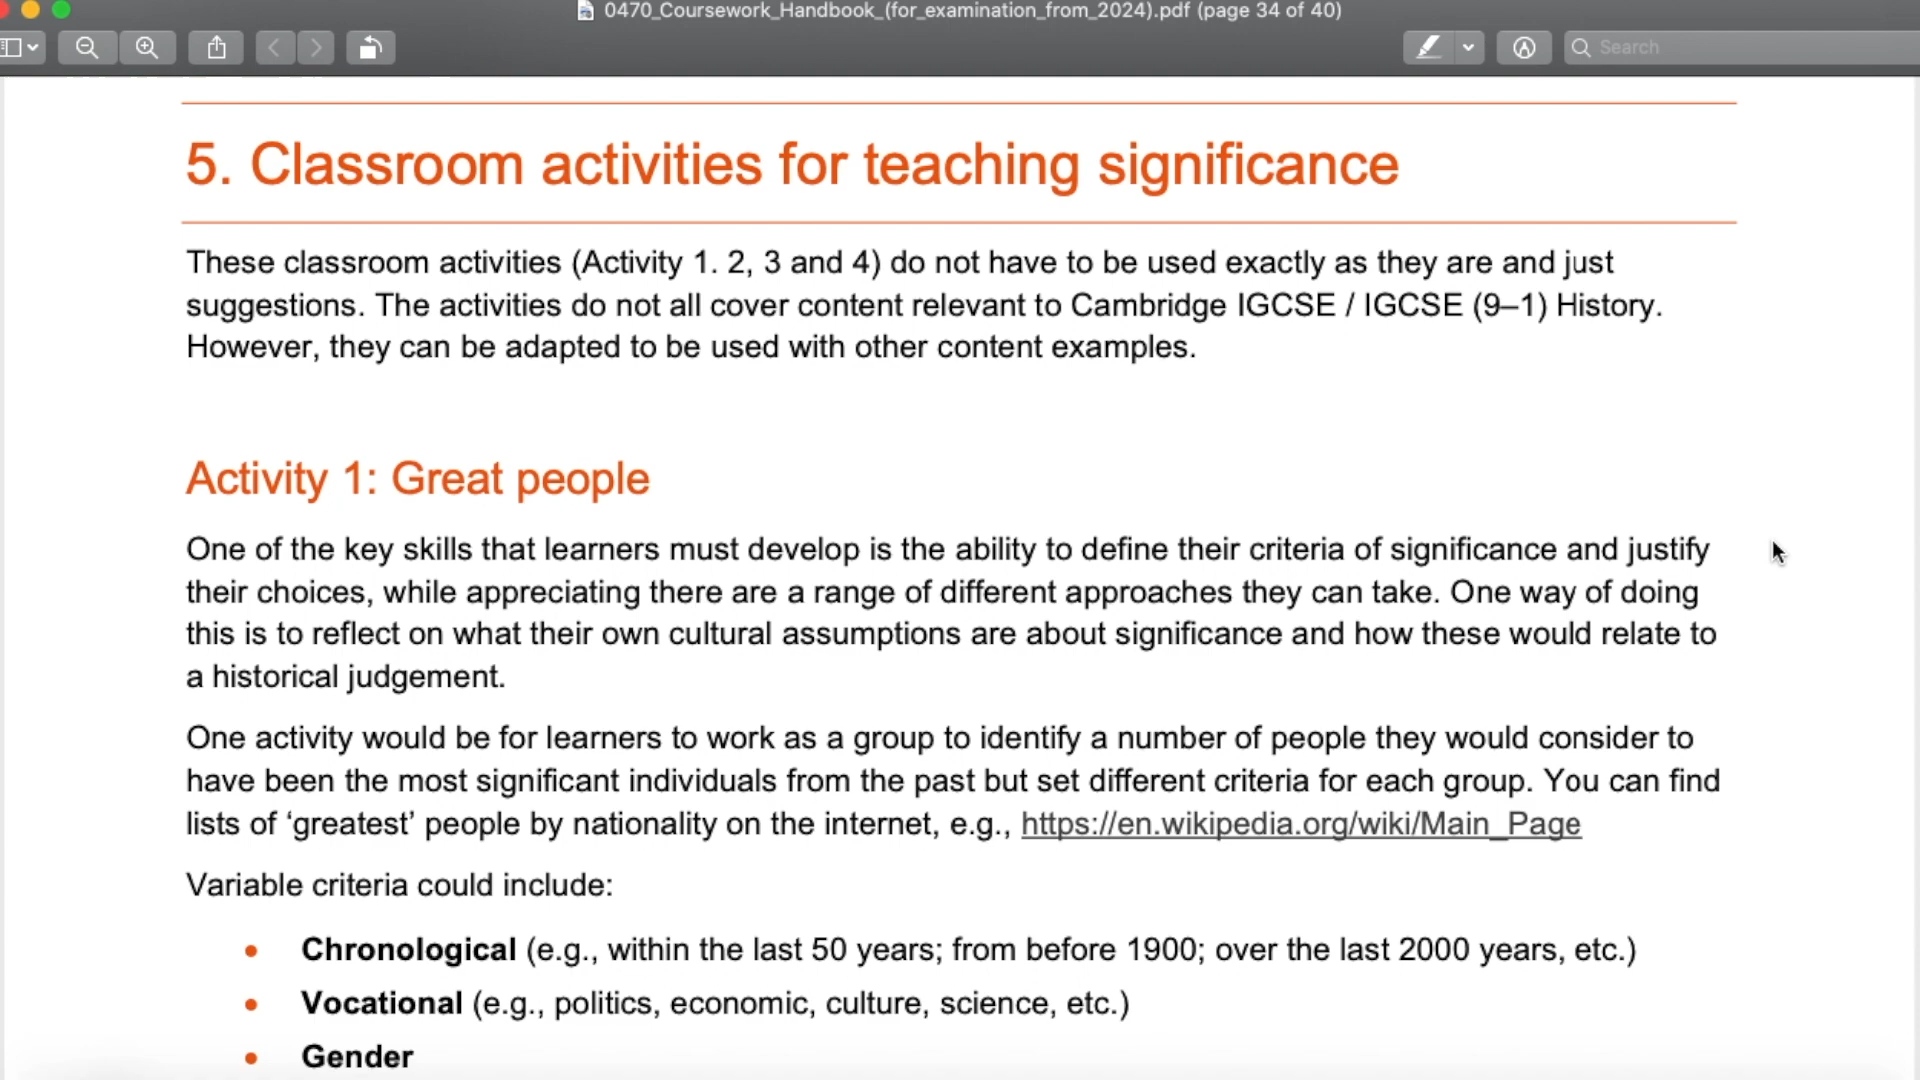 0470_Coursework_Handbook_(for_examination_from_2024).pdf (page 34 of 40)
Search
5. Classroom activities for teaching significance
These classroom activities (Activity 1. 2, 3 and 4) do not have to be used exactly as they are and just
suggestions. The activities do not all cover content relevant to Cambridge IGCSE / IGCSE (9–1) History.
However, they can be adapted to be used with other content examples.
Activity 1: Great people
One of the key skills that learners must develop is the ability to define their criteria of significance and justify
their choices, while appreciating there are a range of different approaches they can take. One way of doing
this is to reflect on what their own cultural assumptions are about significance and how these would relate to
a historical judgement.
One activity would be for learners to work as a group to identify a number of people they would consider to
have been the most significant individuals from the past but set different criteria for each group. You can find
lists of ‘greatest’ people by nationality on the internet, e.g., https://en.wikipedia.org/wiki/Main_Page
Variable criteria could include:
• Chronological (e.g., within the last 50 years; from before 1900; over the last 2000 years, etc.)
• Vocational (e.g., politics, economic, culture, science, etc.)
• Gender